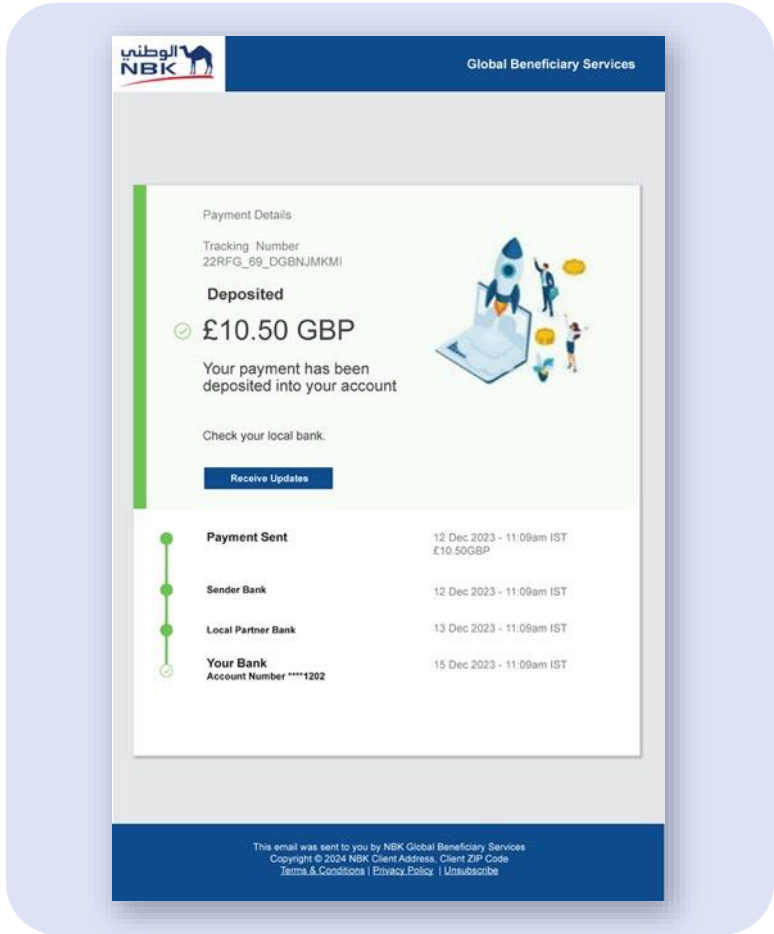 الوطني
NBK
Global Beneficiary Services
Payment Details
Tracking Number
22RFG_69_DGBNJMKMI
Deposited
£10.50 GBP
Your payment has been
deposited into your account
Check your local bank.
Receive Updates
Payment Sent
12 Dec 2023 - 11:09am IST
£10.50GBP
Sender Bank
12 Dec 2023 - 11:09am IST
Local Partner Bank
13 Dec 2023 - 11:09am IST
Your Bank
15 Dec 2023 - 11:09am IST
Account Number ****1202
This email was sent to you by NBK Global Beneficiary Services
Copyright © 2024 NBK Client Address, Client ZIP Code
Terms & Conditions | Privacy Policy | Unsubscribe